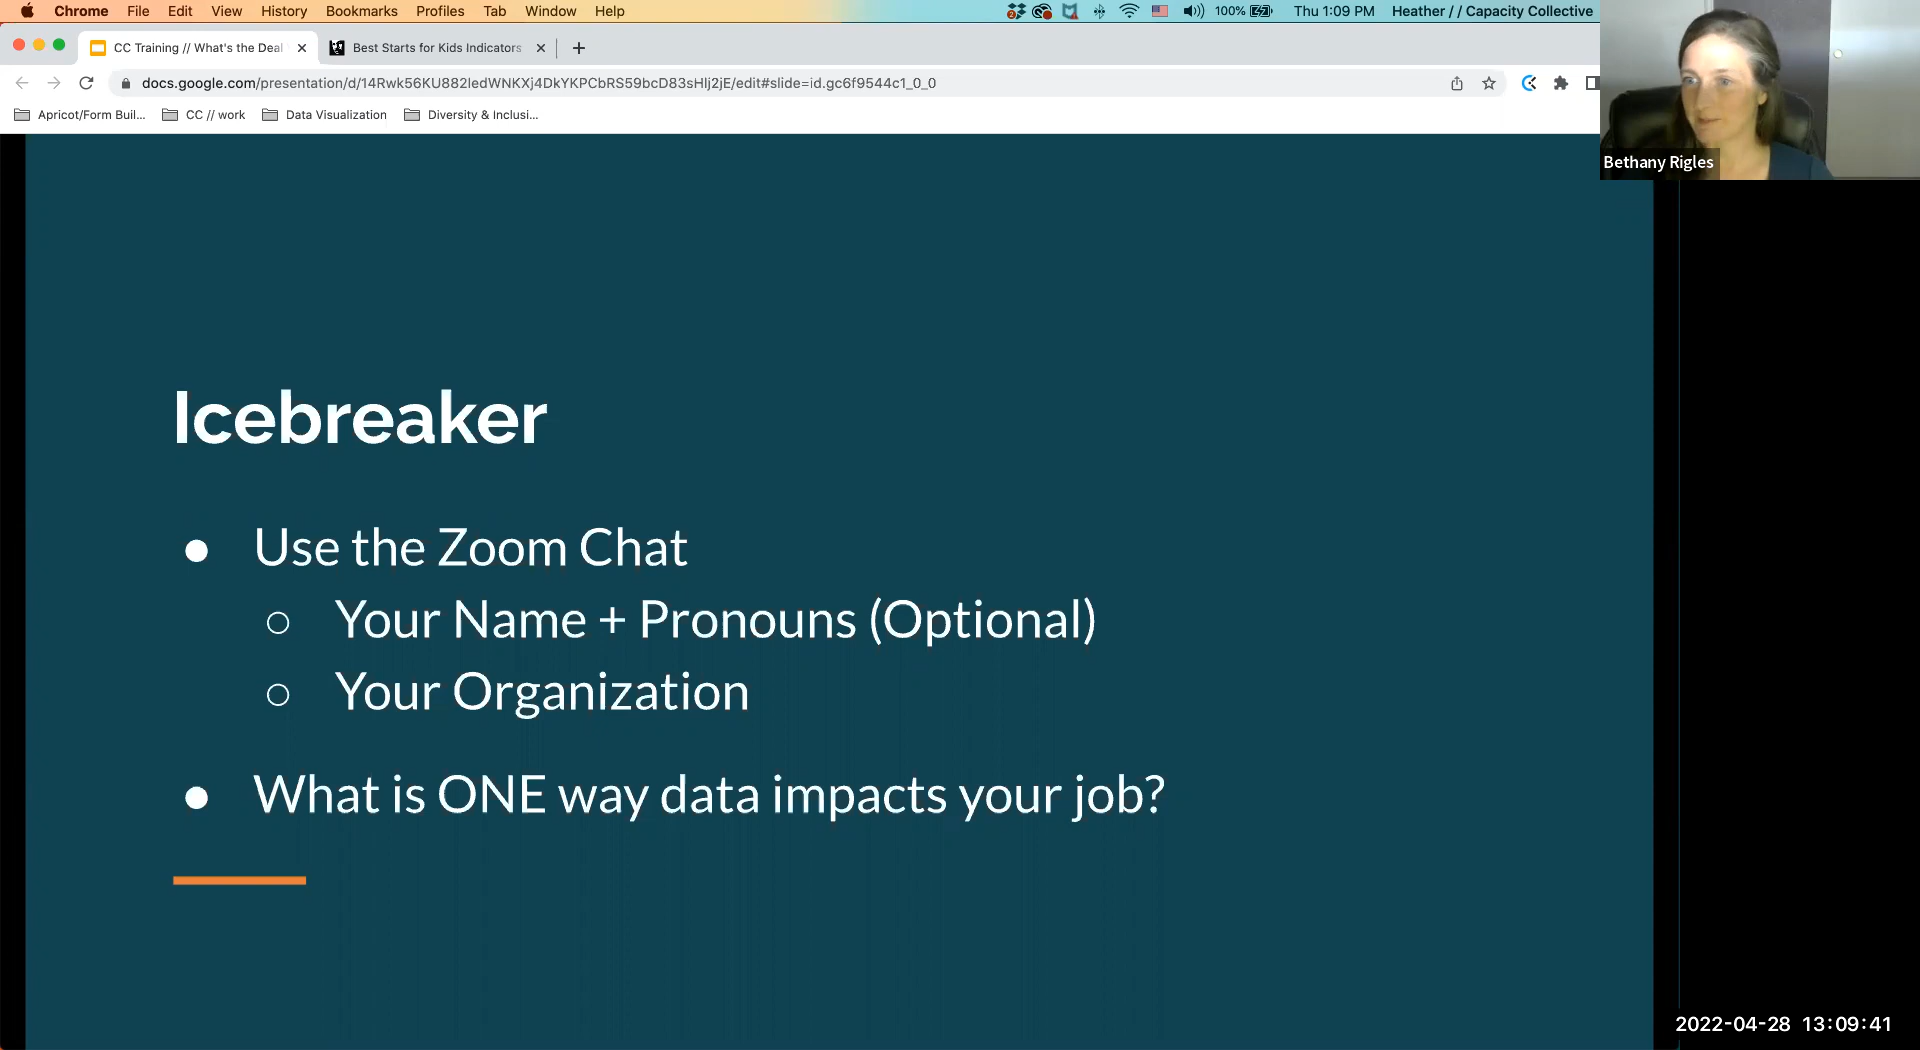 Chrome File Edit View History Bookmarks Profiles Tab Window Help 100% Thu 1:09 PM Heather // Capacity Collective
CC Training // What's the Deal Best Starts for Kids Indicators
docs.google.com/presentation/d/14Rwk56KU882ledWNKXj4DkYKPCbRS59bcD83sHlj2jE/edit#slide=id.gc6f9544c1_0_0
Apricot/Form Buil... CC // work Data Visualization Diversity & Inclusi...
Bethany Rigles
Icebreaker
● Use the Zoom Chat
○ Your Name + Pronouns (Optional)
○ Your Organization
● What is ONE way data impacts your job?
2022-04-28 13:09:41